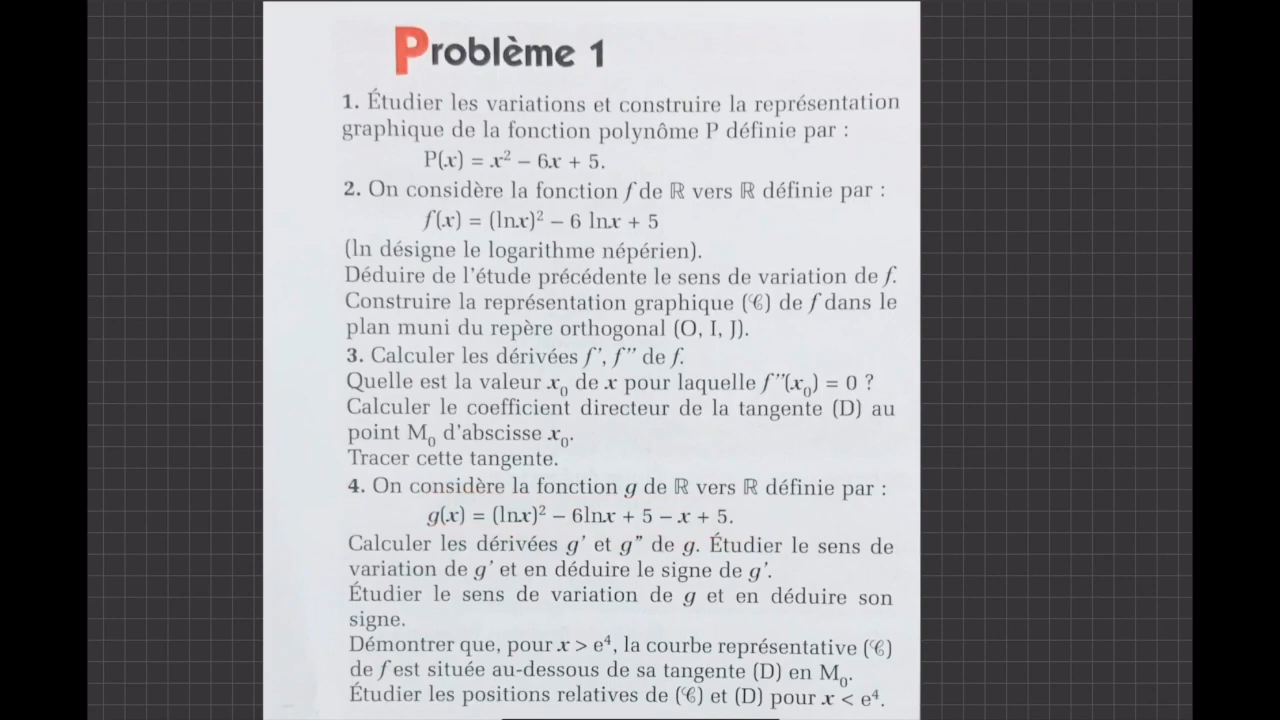 Problème 1
1. Étudier les variations et construire la représentation
graphique de la fonction polynôme P définie par :
P(x) = x² – 6x + 5.
2. On considère la fonction f de ℝ vers ℝ définie par :
f(x) = (lnx)² – 6 lnx + 5
(ln désigne le logarithme népérien).
Déduire de l'étude précédente le sens de variation de f.
Construire la représentation graphique (𝒞) de f dans le
plan muni du repère orthogonal (O, I, J).
3. Calculer les dérivées f’, f” de f.
Quelle est la valeur x₀ de x pour laquelle f”(x₀) = 0 ?
Calculer le coefficient directeur de la tangente (D) au
point M₀ d'abscisse x₀.
Tracer cette tangente.
4. On considère la fonction g de ℝ vers ℝ définie par :
g(x) = (lnx)² – 6lnx + 5 – x + 5.
Calculer les dérivées g’ et g” de g. Étudier le sens de
variation de g’ et en déduire le signe de g’.
Étudier le sens de variation de g et en déduire son
signe.
Démontrer que, pour x > e⁴, la courbe représentative (𝒞)
de f est située au-dessous de sa tangente (D) en M₀.
Étudier les positions relatives de (𝒞) et (D) pour x < e⁴.